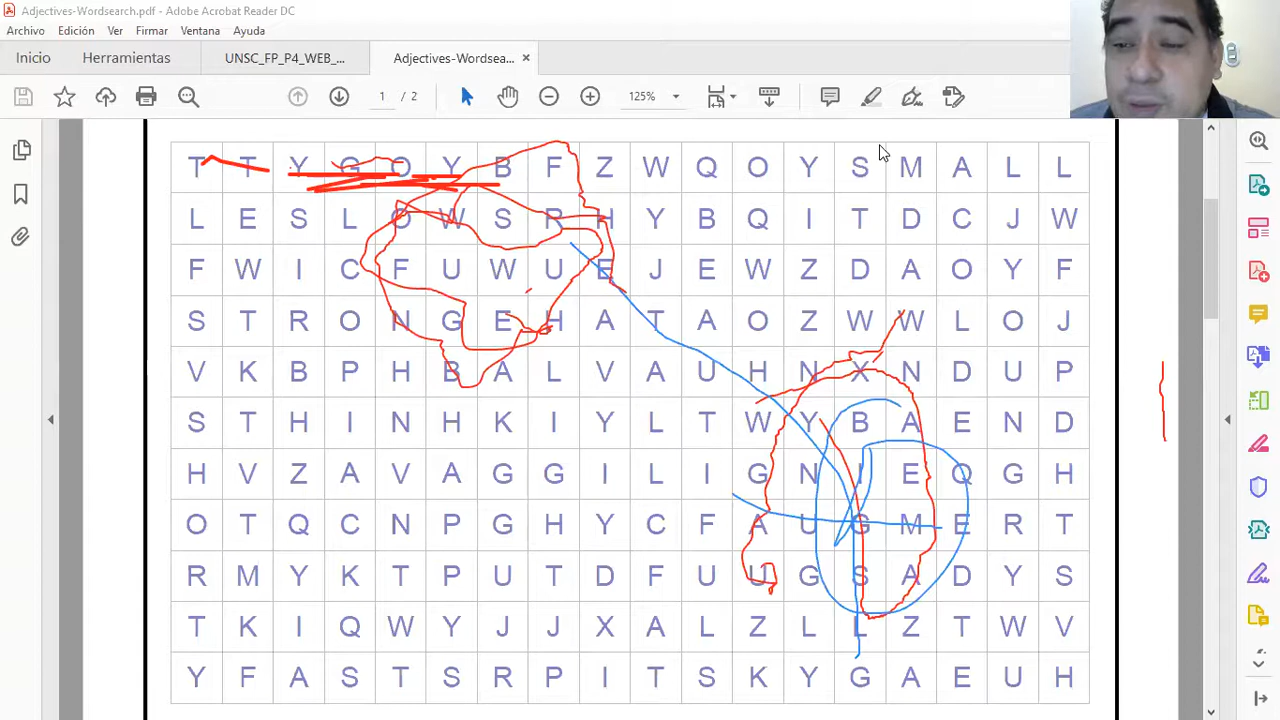 Adjectives-Wordsearch.pdf - Adobe Acrobat Reader DC
Archivo Edición Ver Firmar Ventana Ayuda
Inicio Herramientas UNSC_FP_P4_WEB_... Adjectives-Wordsea... ×
1 / 2 125%
T T Y G O Y B F Z W Q O Y S M A L L
L E S L O W S R H Y B Q I T D C J W
F W I C F U W U E J E W Z D A O Y F
S T R O N G E H A T A O Z W W L O J
V K B P H B A L V A U H N X N D U P
S T H I N H K I Y L T W Y B A E N D
H V Z A V A G G I L I G N I E Q G H
O T Q C N P G H Y C F A U G M E R T
R M Y K T P U T D F U U G S A D Y S
T K I Q W Y J J X A L Z L L Z T W V
Y F A S T S R P I T S K Y G A E U H